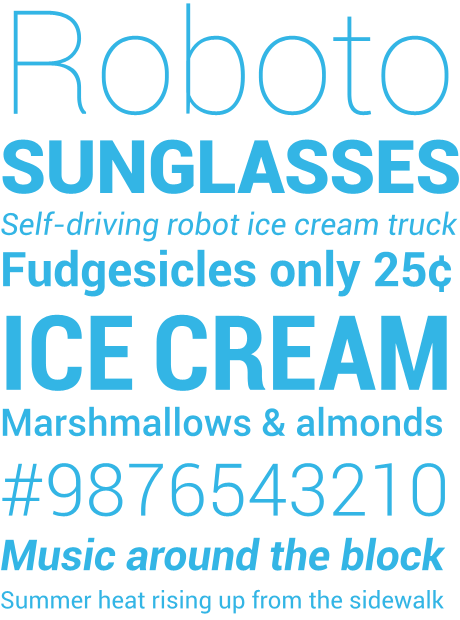 Roboto
SUNGLASSES
Self-driving robot ice cream truck
Fudgesicles only 25¢
ICE CREAM
Marshmallows & almonds
#9876543210
Music around the block
Summer heat rising up from the sidewalk